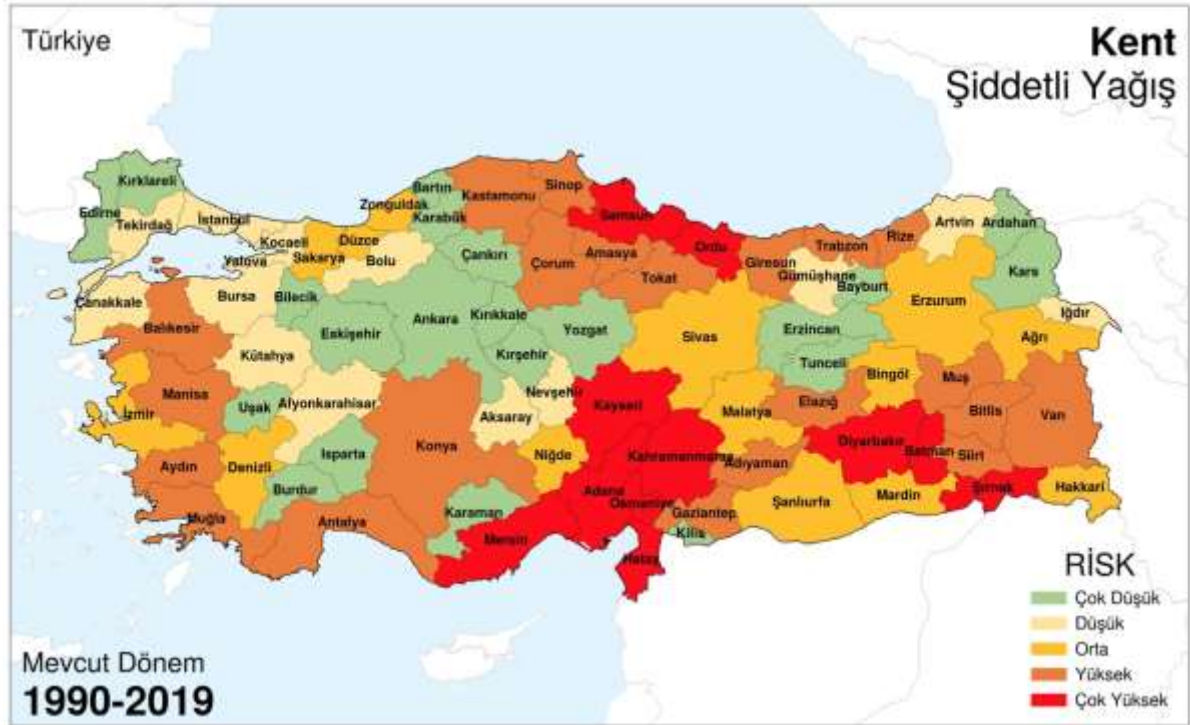 Türkiye
Kent
Şiddetli Yağış
Kırklareli
Edirne
Tekirdağ
İstanbul
Kocaeli
Yalova
Sakarya
Düzce
Zonguldak
Bartın
Karabük
Kastamonu
Sinop
Samsun
Ordu
Giresun
Trabzon
Rize
Artvin
Ardahan
Kars
Iğdır
Ağrı
Erzurum
Bayburt
Gümüşhane
Erzincan
Tunceli
Bingöl
Muş
Bitlis
Van
Hakkari
Şırnak
Siirt
Batman
Diyarbakır
Mardin
Şanlıurfa
Adıyaman
Elazığ
Malatya
Sivas
Tokat
Amasya
Çorum
Çankırı
Bolu
Bilecik
Bursa
Çanakkale
Balıkesir
Kütahya
Eskişehir
Ankara
Kırıkkale
Kırşehir
Yozgat
Nevşehir
Aksaray
Kayseri
Kahramanmaraş
Niğde
Konya
Afyonkarahisar
Uşak
Manisa
İzmir
Aydın
Denizli
Isparta
Burdur
Muğla
Antalya
Karaman
Mersin
Adana
Osmaniye
Hatay
Gaziantep
Kilis
RİSK
Çok Düşük
Düşük
Orta
Yüksek
Çok Yüksek
Mevcut Dönem
1990-2019